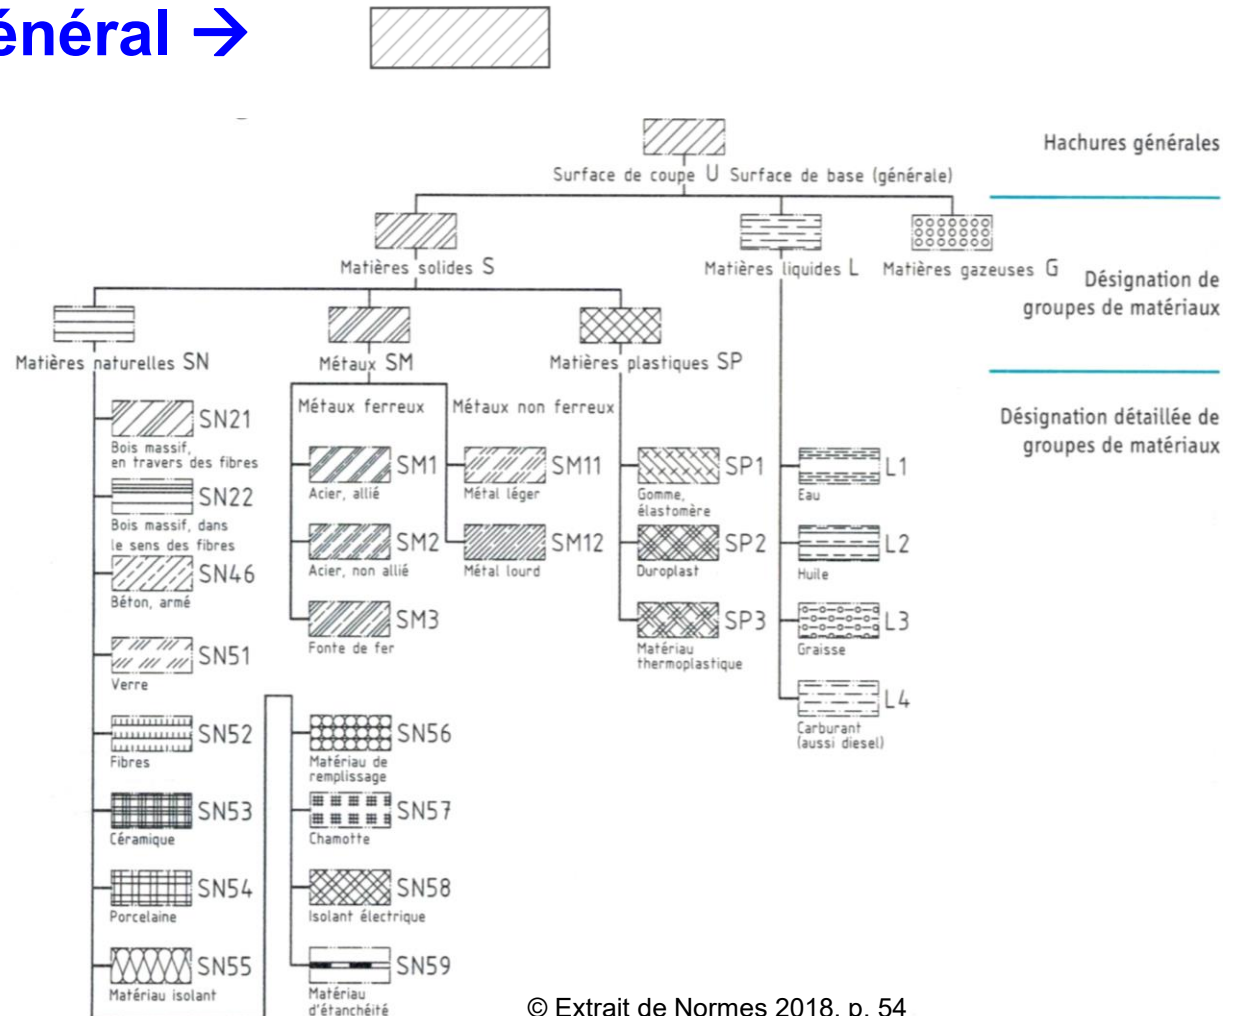 énéral →
Hachures générales
Surface de coupe U Surface de base (générale)
Matières solides S
Matières liquides L
Matières gazeuses G
Désignation de
groupes de matériaux
Matières naturelles SN
Métaux SM
Matières plastiques SP
Désignation détaillée de
groupes de matériaux
Métaux ferreux
Métaux non ferreux
SN21
Bois massif,
en travers des fibres
SN22
Bois massif, dans
le sens des fibres
SN46
Béton, armé
SN51
Verre
SN52
Fibres
SN53
Céramique
SN54
Porcelaine
SN55
Matériau isolant
SM1
Acier, allié
SM2
Acier, non allié
SM3
Fonte de fer
SM11
Métal léger
SM12
Métal lourd
SP1
Gomme,
élastomère
SP2
Duroplast
SP3
Matériau
thermoplastique
L1
Eau
L2
Huile
L3
Graisse
L4
Carburant
(aussi diesel)
SN56
Matériau de
remplissage
SN57
Chamotte
SN58
Isolant électrique
SN59
Matériau
d'étanchéité
© Extrait de Normes 2018, p. 54